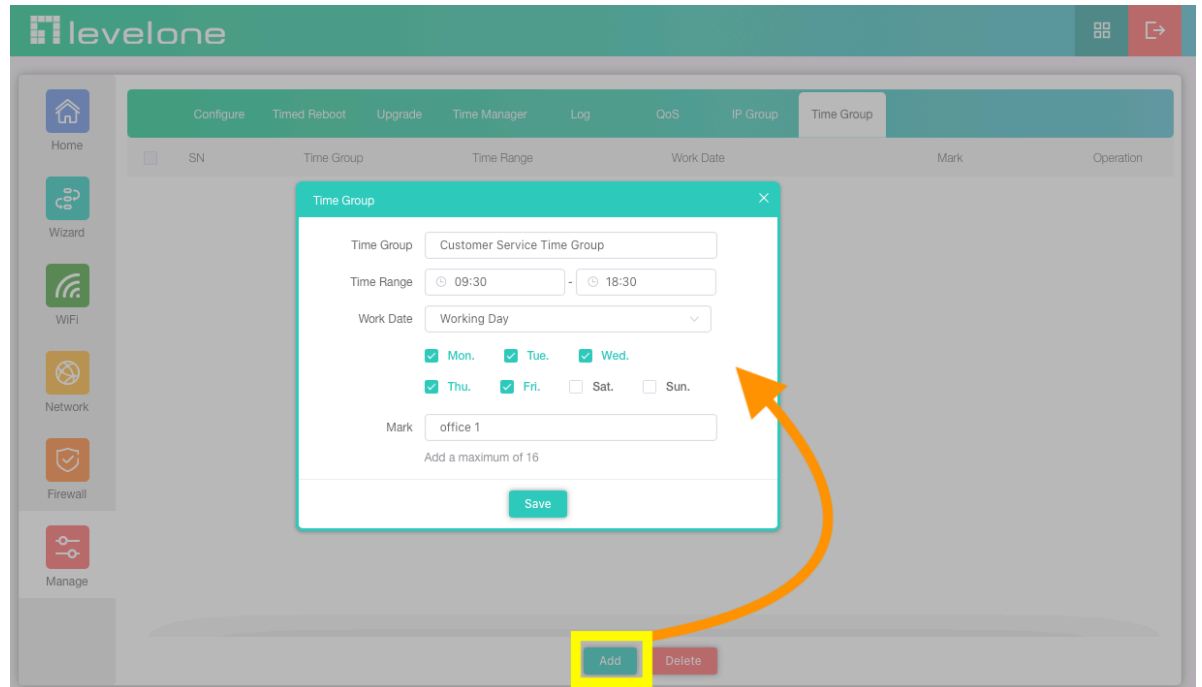 levelone
Configure Timed Reboot Upgrade Time Manager Log QoS IP Group Time Group
Home
SN Time Group Time Range Work Date Mark Operation
Time Group
Wizard
Time Group Customer Service Time Group
Time Range 09:30 - 18:30
WiFi
Work Date Working Day
Mon. Tue. Wed.
Thu. Fri. Sat. Sun.
Network
Mark office 1
Add a maximum of 16
Firewall
Save
Manage
Add Delete